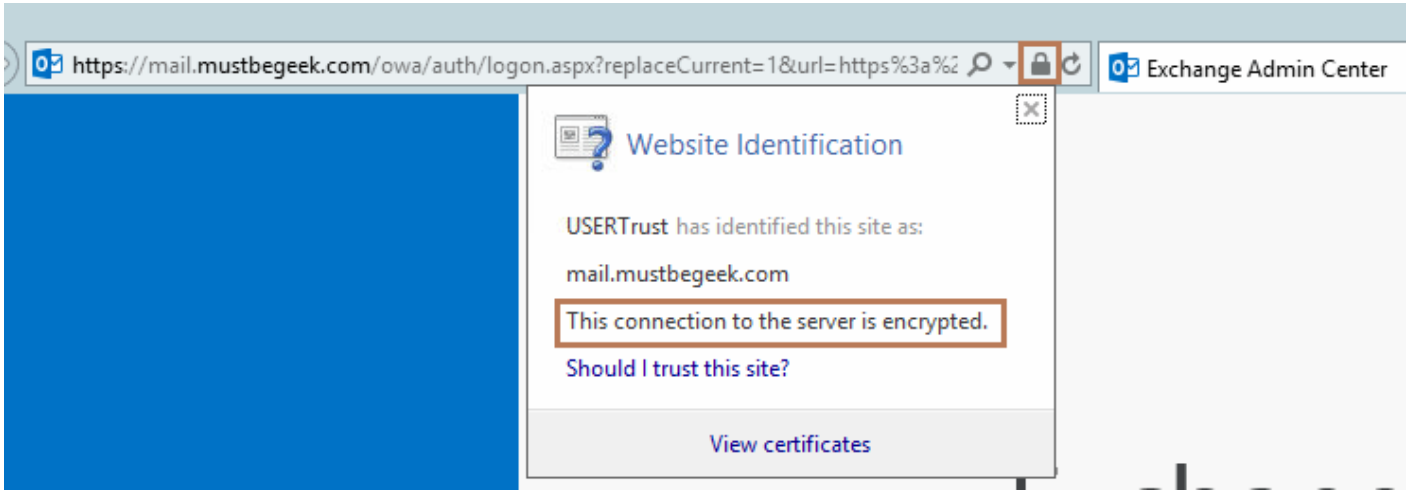 https://mail.mustbegeek.com/owa/auth/logon.aspx?replaceCurrent=1&url=https%3a%2
Exchange Admin Center
Website Identification
USERTrust has identified this site as:
mail.mustbegeek.com
This connection to the server is encrypted.
Should I trust this site?
View certificates